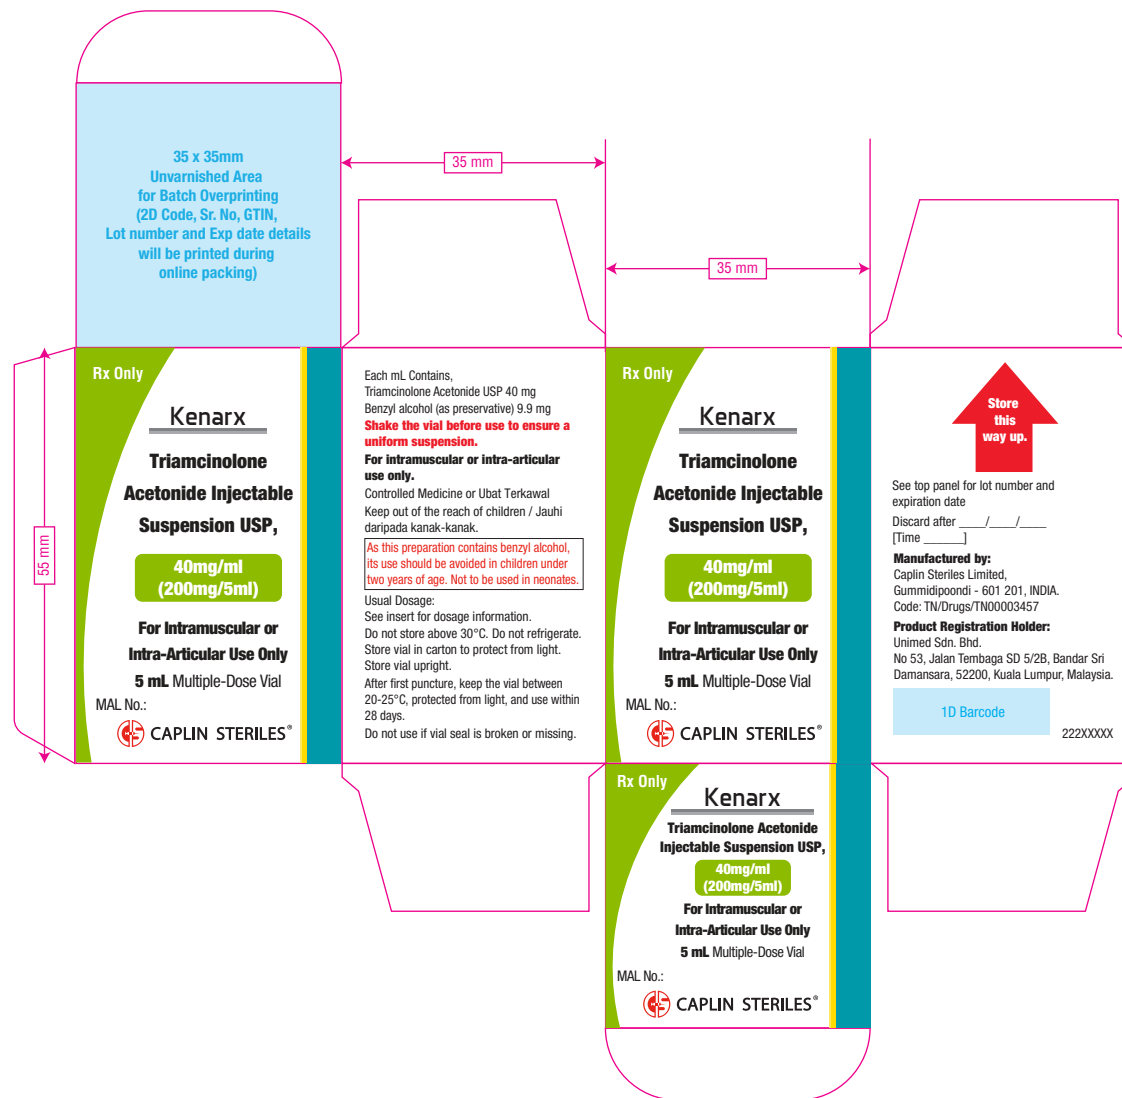 35 x 35mm
Unvarnished Area
for Batch Overprinting
(2D Code, Sr. No, GTIN,
Lot number and Exp date details
will be printed during
online packing)
35 mm
35 mm
55 mm
Rx Only
Kenarx
Triamcinolone
Acetonide Injectable
Suspension USP,
40mg/ml
(200mg/5ml)
For Intramuscular or
Intra-Articular Use Only
5 mL Multiple-Dose Vial
MAL No.:
CAPLIN STERILES®
Each mL Contains,
Triamcinolone Acetonide USP 40 mg
Benzyl alcohol (as preservative) 9.9 mg
Shake the vial before use to ensure a
uniform suspension.
For intramuscular or intra-articular
use only.
Controlled Medicine or Ubat Terkawal
Keep out of the reach of children / Jauhi
daripada kanak-kanak.
As this preparation contains benzyl alcohol,
its use should be avoided in children under
two years of age. Not to be used in neonates.
Usual Dosage:
See insert for dosage information.
Do not store above 30°C. Do not refrigerate.
Store vial in carton to protect from light.
Store vial upright.
After first puncture, keep the vial between
20-25°C, protected from light, and use within
28 days.
Do not use if vial seal is broken or missing.
Rx Only
Kenarx
Triamcinolone
Acetonide Injectable
Suspension USP,
40mg/ml
(200mg/5ml)
For Intramuscular or
Intra-Articular Use Only
5 mL Multiple-Dose Vial
MAL No.:
CAPLIN STERILES®
Store
this
way up.
See top panel for lot number and
expiration date
Discard after ____/____/____
[Time ______]
Manufactured by:
Caplin Steriles Limited,
Gummidipoondi - 601 201, INDIA.
Code: TN/Drugs/TN00003457
Product Registration Holder:
Unimed Sdn. Bhd.
No 53, Jalan Tembaga SD 5/2B, Bandar Sri
Damansara, 52200, Kuala Lumpur, Malaysia.
1D Barcode
222XXXXX
Rx Only
Kenarx
Triamcinolone Acetonide
Injectable Suspension USP,
40mg/ml
(200mg/5ml)
For Intramuscular or
Intra-Articular Use Only
5 mL Multiple-Dose Vial
MAL No.:
CAPLIN STERILES®